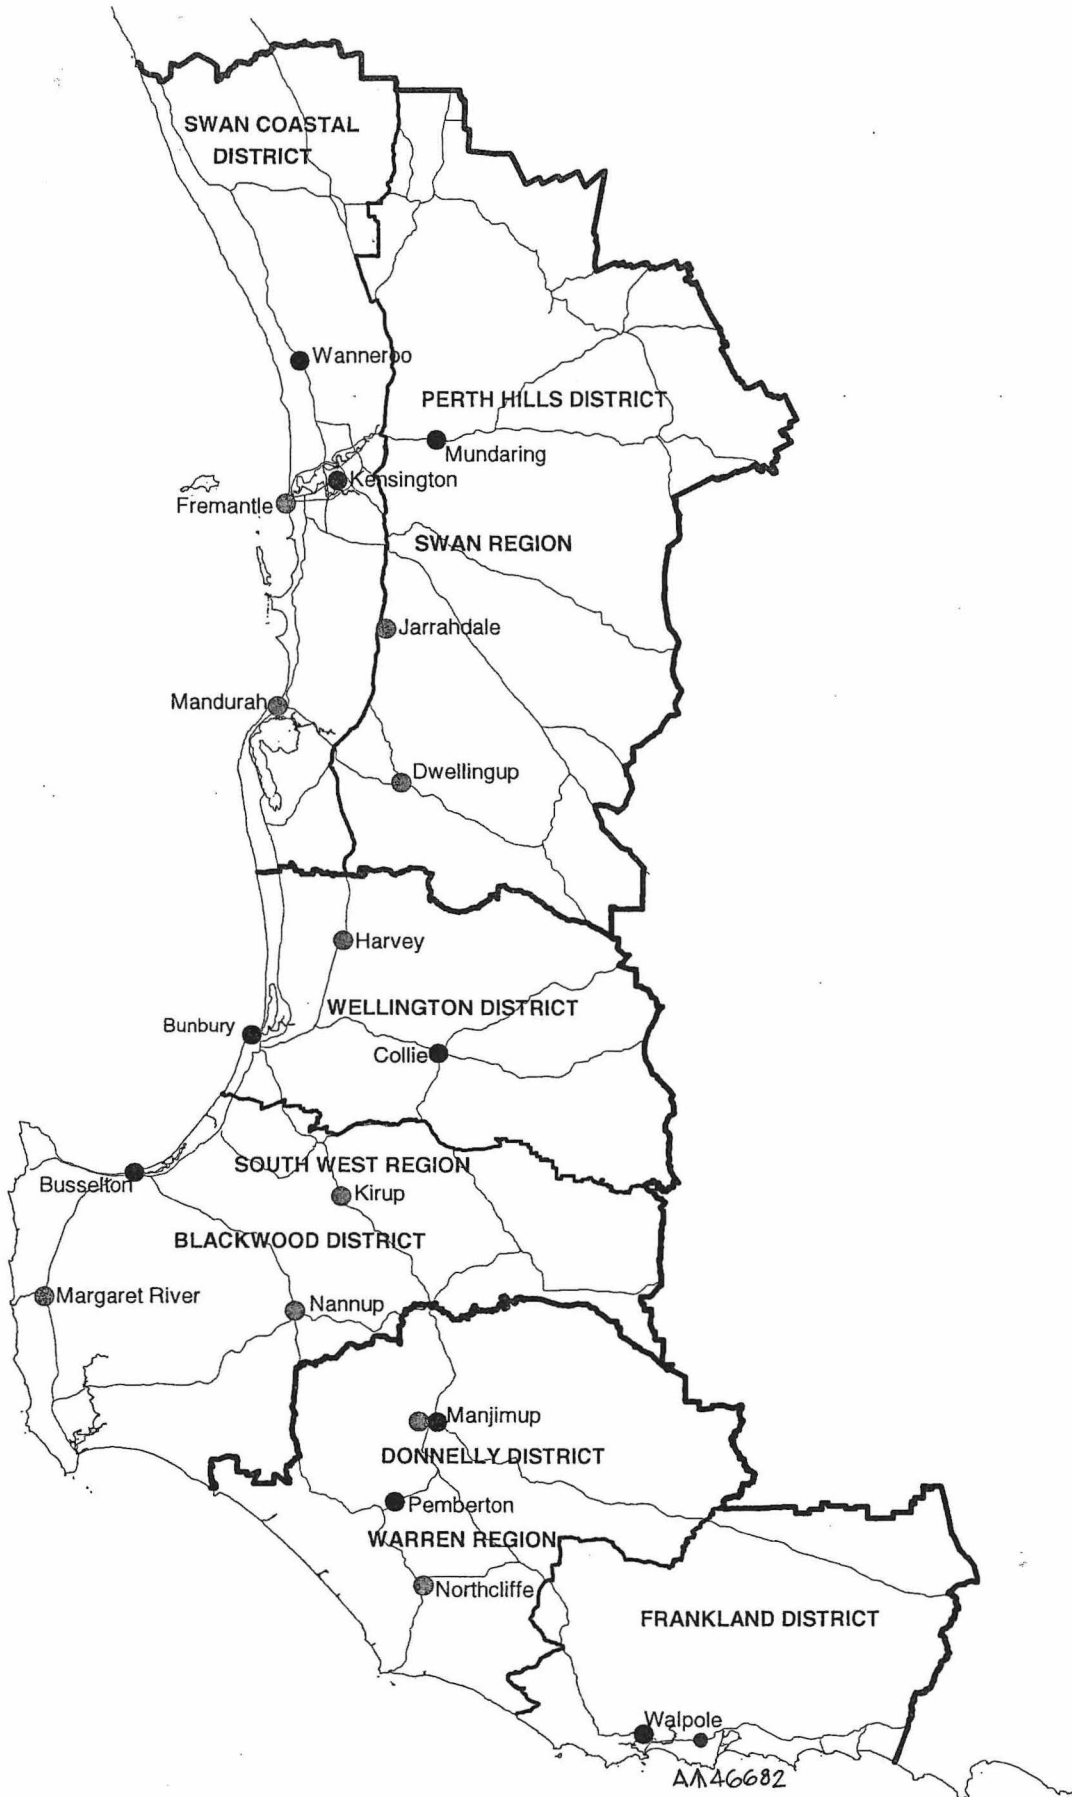 SWAN COASTAL
DISTRICT
Wanneroo
PERTH HILLS DISTRICT
Mundaring
Kensington
Fremantle
SWAN REGION
Jarrahdale
Mandurah
Dwellingup
Harvey
WELLINGTON DISTRICT
Bunbury
Collie
SOUTH WEST REGION
Busselton
Kirup
BLACKWOOD DISTRICT
Margaret River
Nannup
Manjimup
DONNELLY DISTRICT
Pemberton
WARREN REGION
Northcliffe
FRANKLAND DISTRICT
Walpole